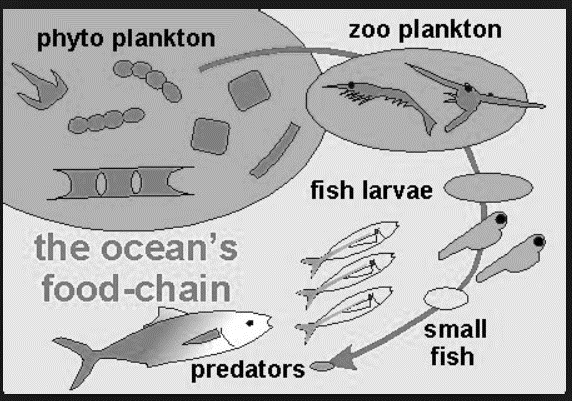 phyto plankton
zoo plankton
fish larvae
the ocean's
food-chain
small
fish
predators